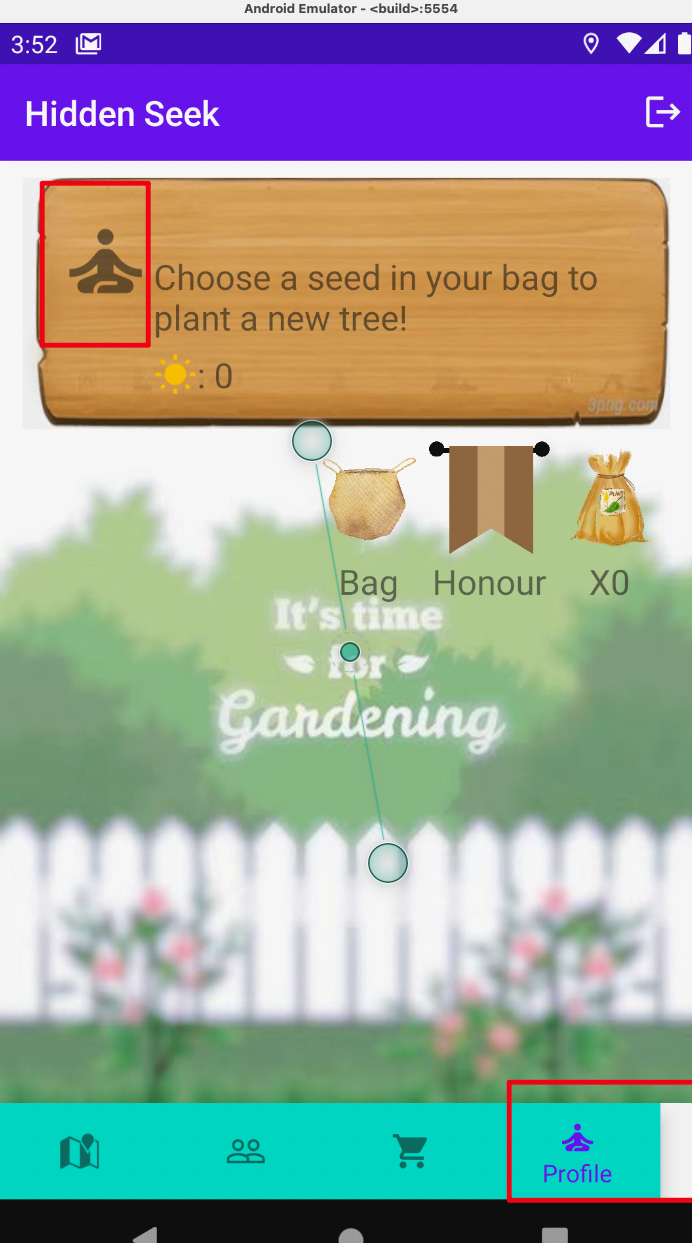 Android Emulator - <build>:5554
3:52
Hidden Seek
Choose a seed in your bag to
plant a new tree!
: 0
3png.com
Bag Honour X0
It's time
for
Gardening
Profile